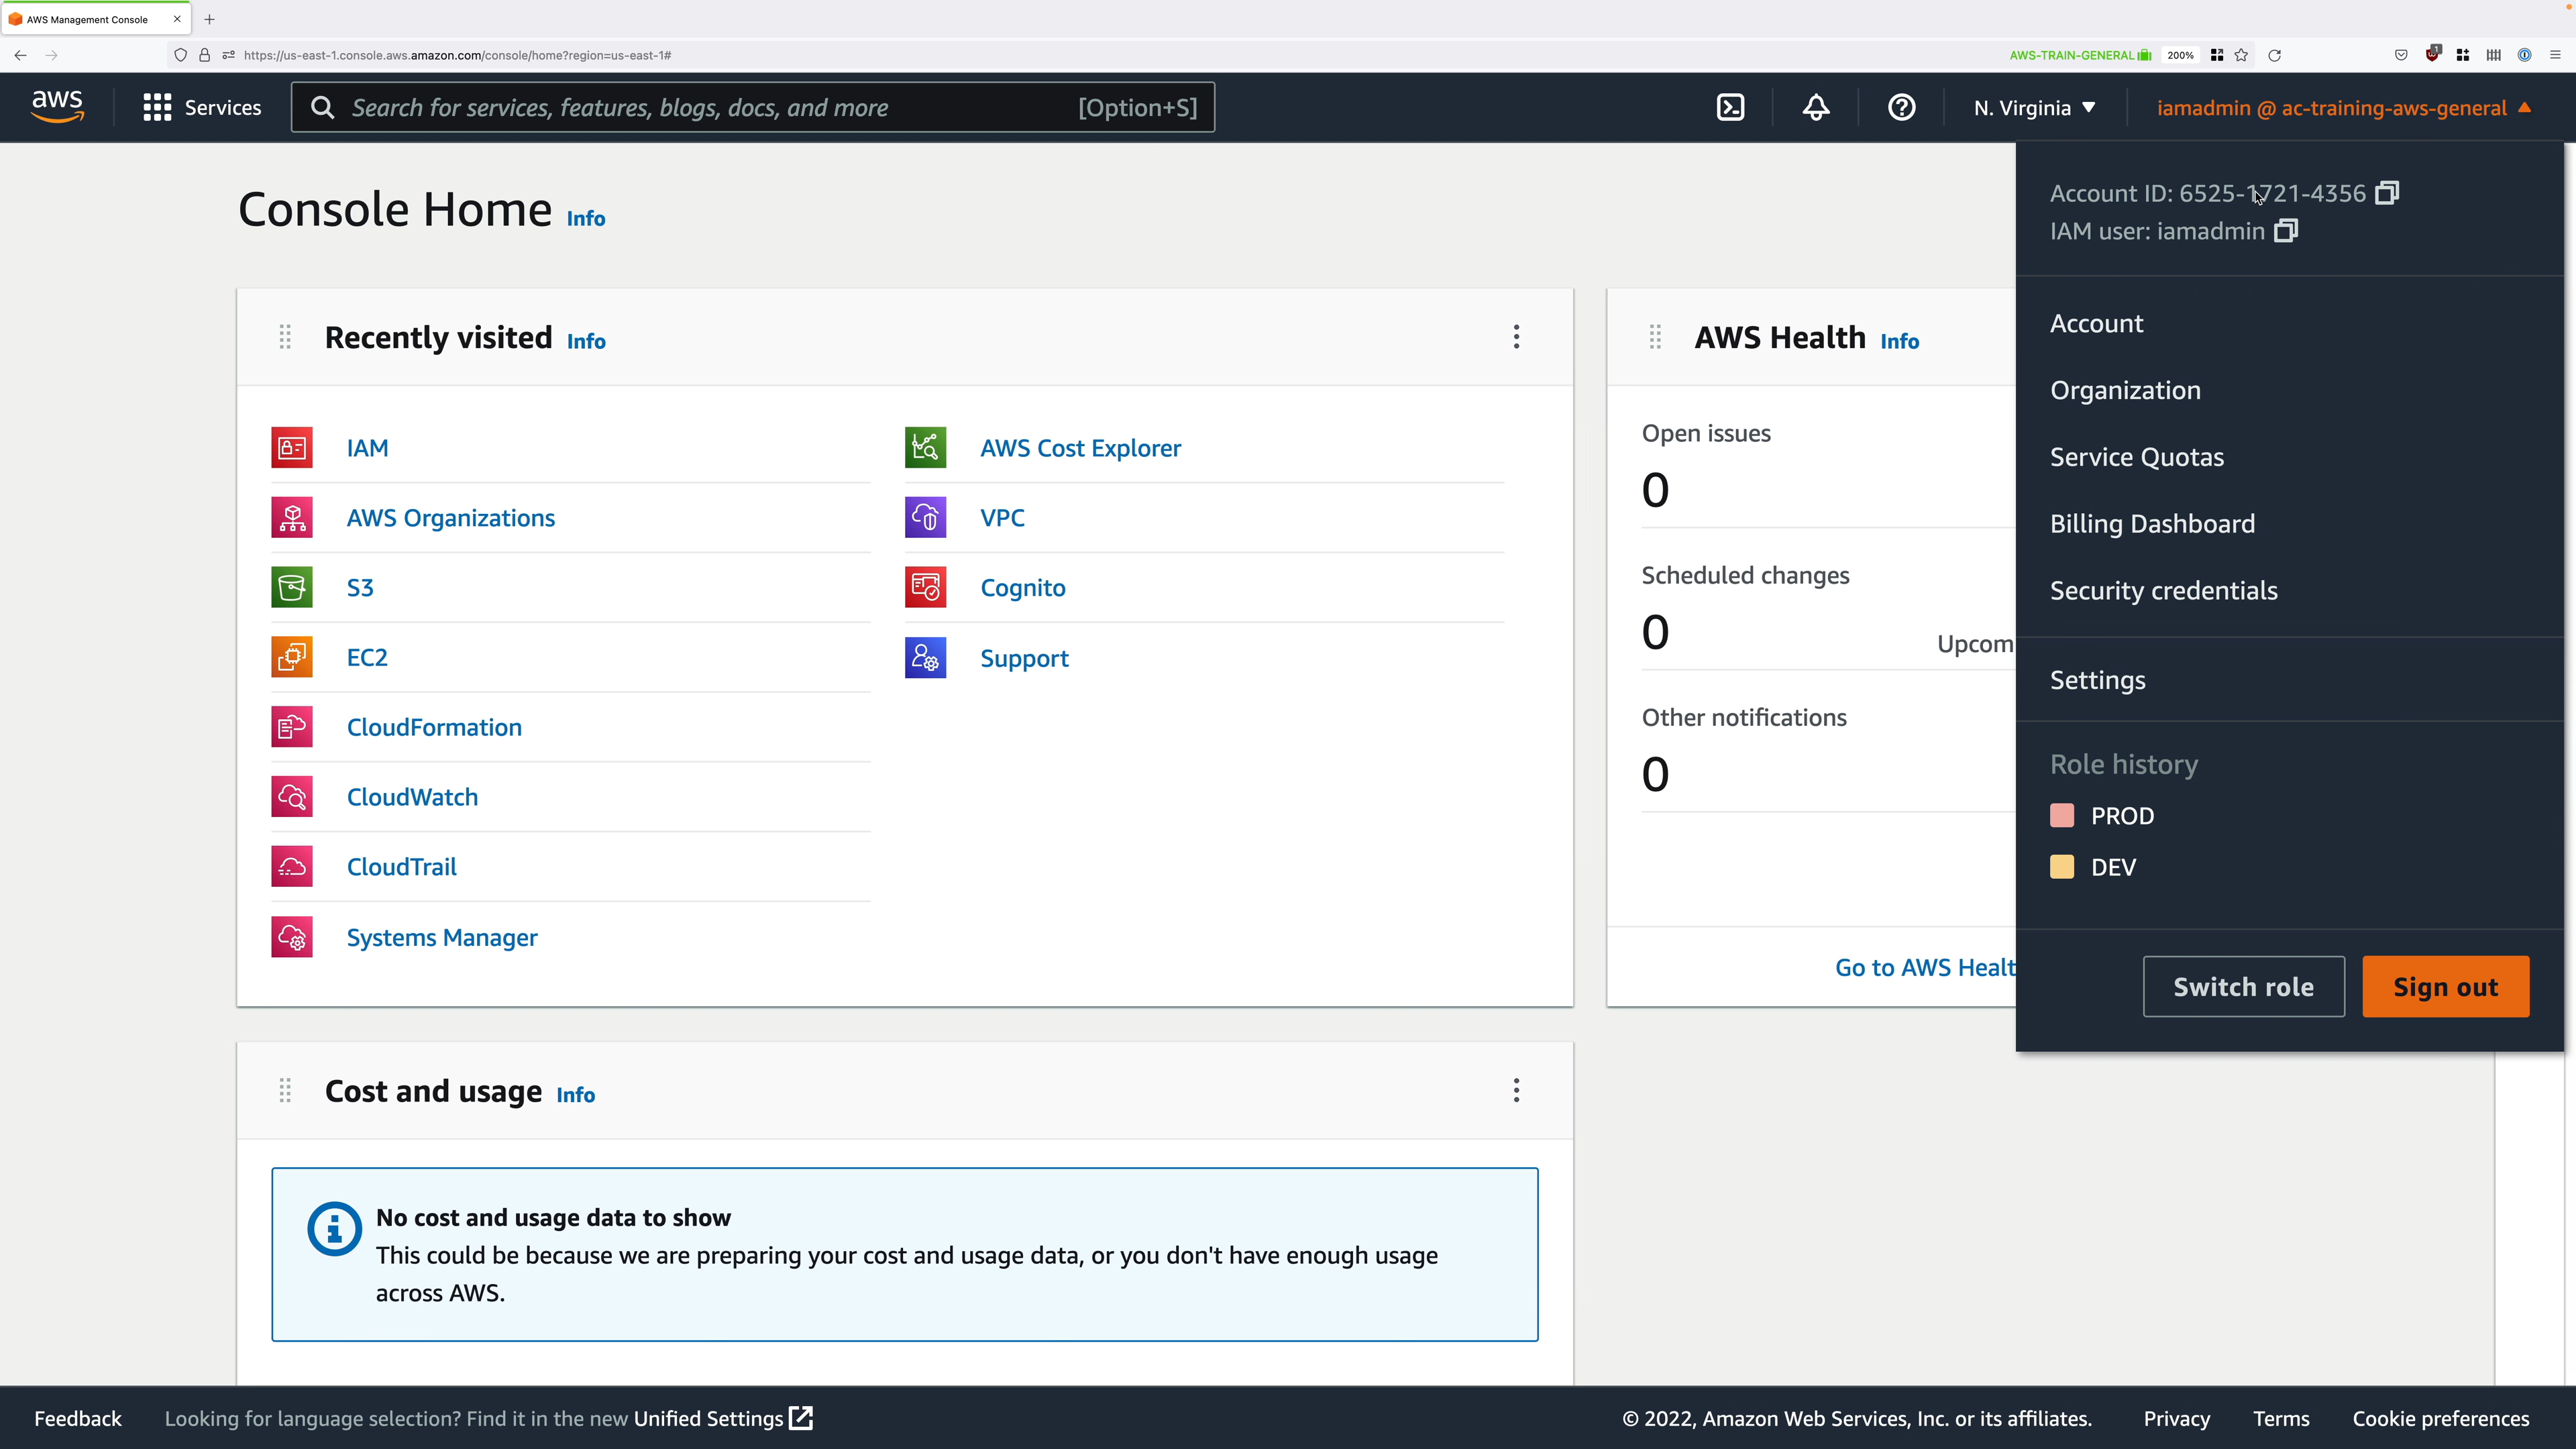 AWS Management Console
https://us-east-1.console.aws.amazon.com/console/home?region=us-east-1#
AWS-TRAIN-GENERAL
200%
1
aws
Services
Search for services, features, blogs, docs, and more
[Option+S]
N. Virginia
iamadmin @ ac-training-aws-general
Account ID: 6525-1721-4356
IAM user: iamadmin
Account
Organization
Service Quotas
Billing Dashboard
Security credentials
Settings
Role history
PROD
DEV
Switch role
Sign out
Console Home Info
Recently visited Info
IAM
AWS Organizations
S3
EC2
CloudFormation
CloudWatch
CloudTrail
Systems Manager
AWS Cost Explorer
VPC
Cognito
Support
AWS Health Info
Open issues
0
Scheduled changes
0
Upcom
Other notifications
0
Go to AWS Healt
Cost and usage Info
No cost and usage data to show
This could be because we are preparing your cost and usage data, or you don't have enough usage
across AWS.
Feedback
Looking for language selection? Find it in the new Unified Settings
© 2022, Amazon Web Services, Inc. or its affiliates.
Privacy
Terms
Cookie preferences